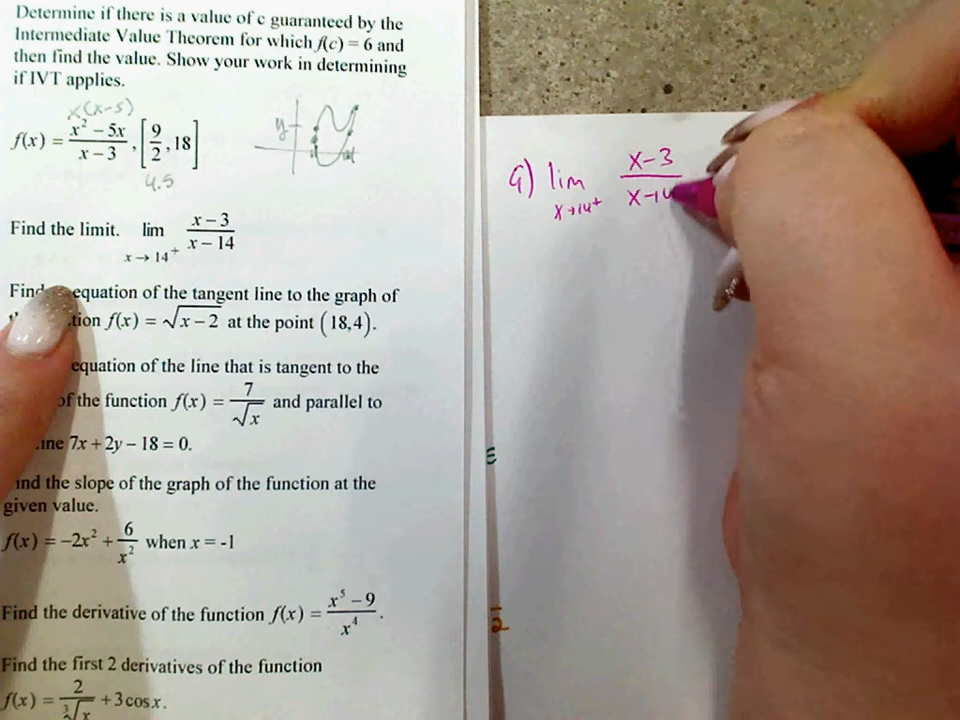 Determine if there is a value of c guaranteed by the
Intermediate Value Theorem for which f(c) = 6 and
then find the value. Show your work in determining
if IVT applies.
x(x-5)
f(x) = (x² – 5x)/(x – 3), [9/2, 18]
4.5
y
Find the limit. lim x→14⁺ (x – 3)/(x – 14)
Find equation of the tangent line to the graph of
tion f(x) = √(x – 2) at the point (18,4).
equation of the line that is tangent to the
of the function f(x) = 7/√x and parallel to
ine 7x + 2y – 18 = 0.
ind the slope of the graph of the function at the
given value.
f(x) = –2x² + 6/x² when x = -1
Find the derivative of the function f(x) = (x⁵ – 9)/x⁴.
Find the first 2 derivatives of the function
f(x) = 2/∛x + 3cosx.
9) lim x→14⁺ (x-3)/(x-14
2